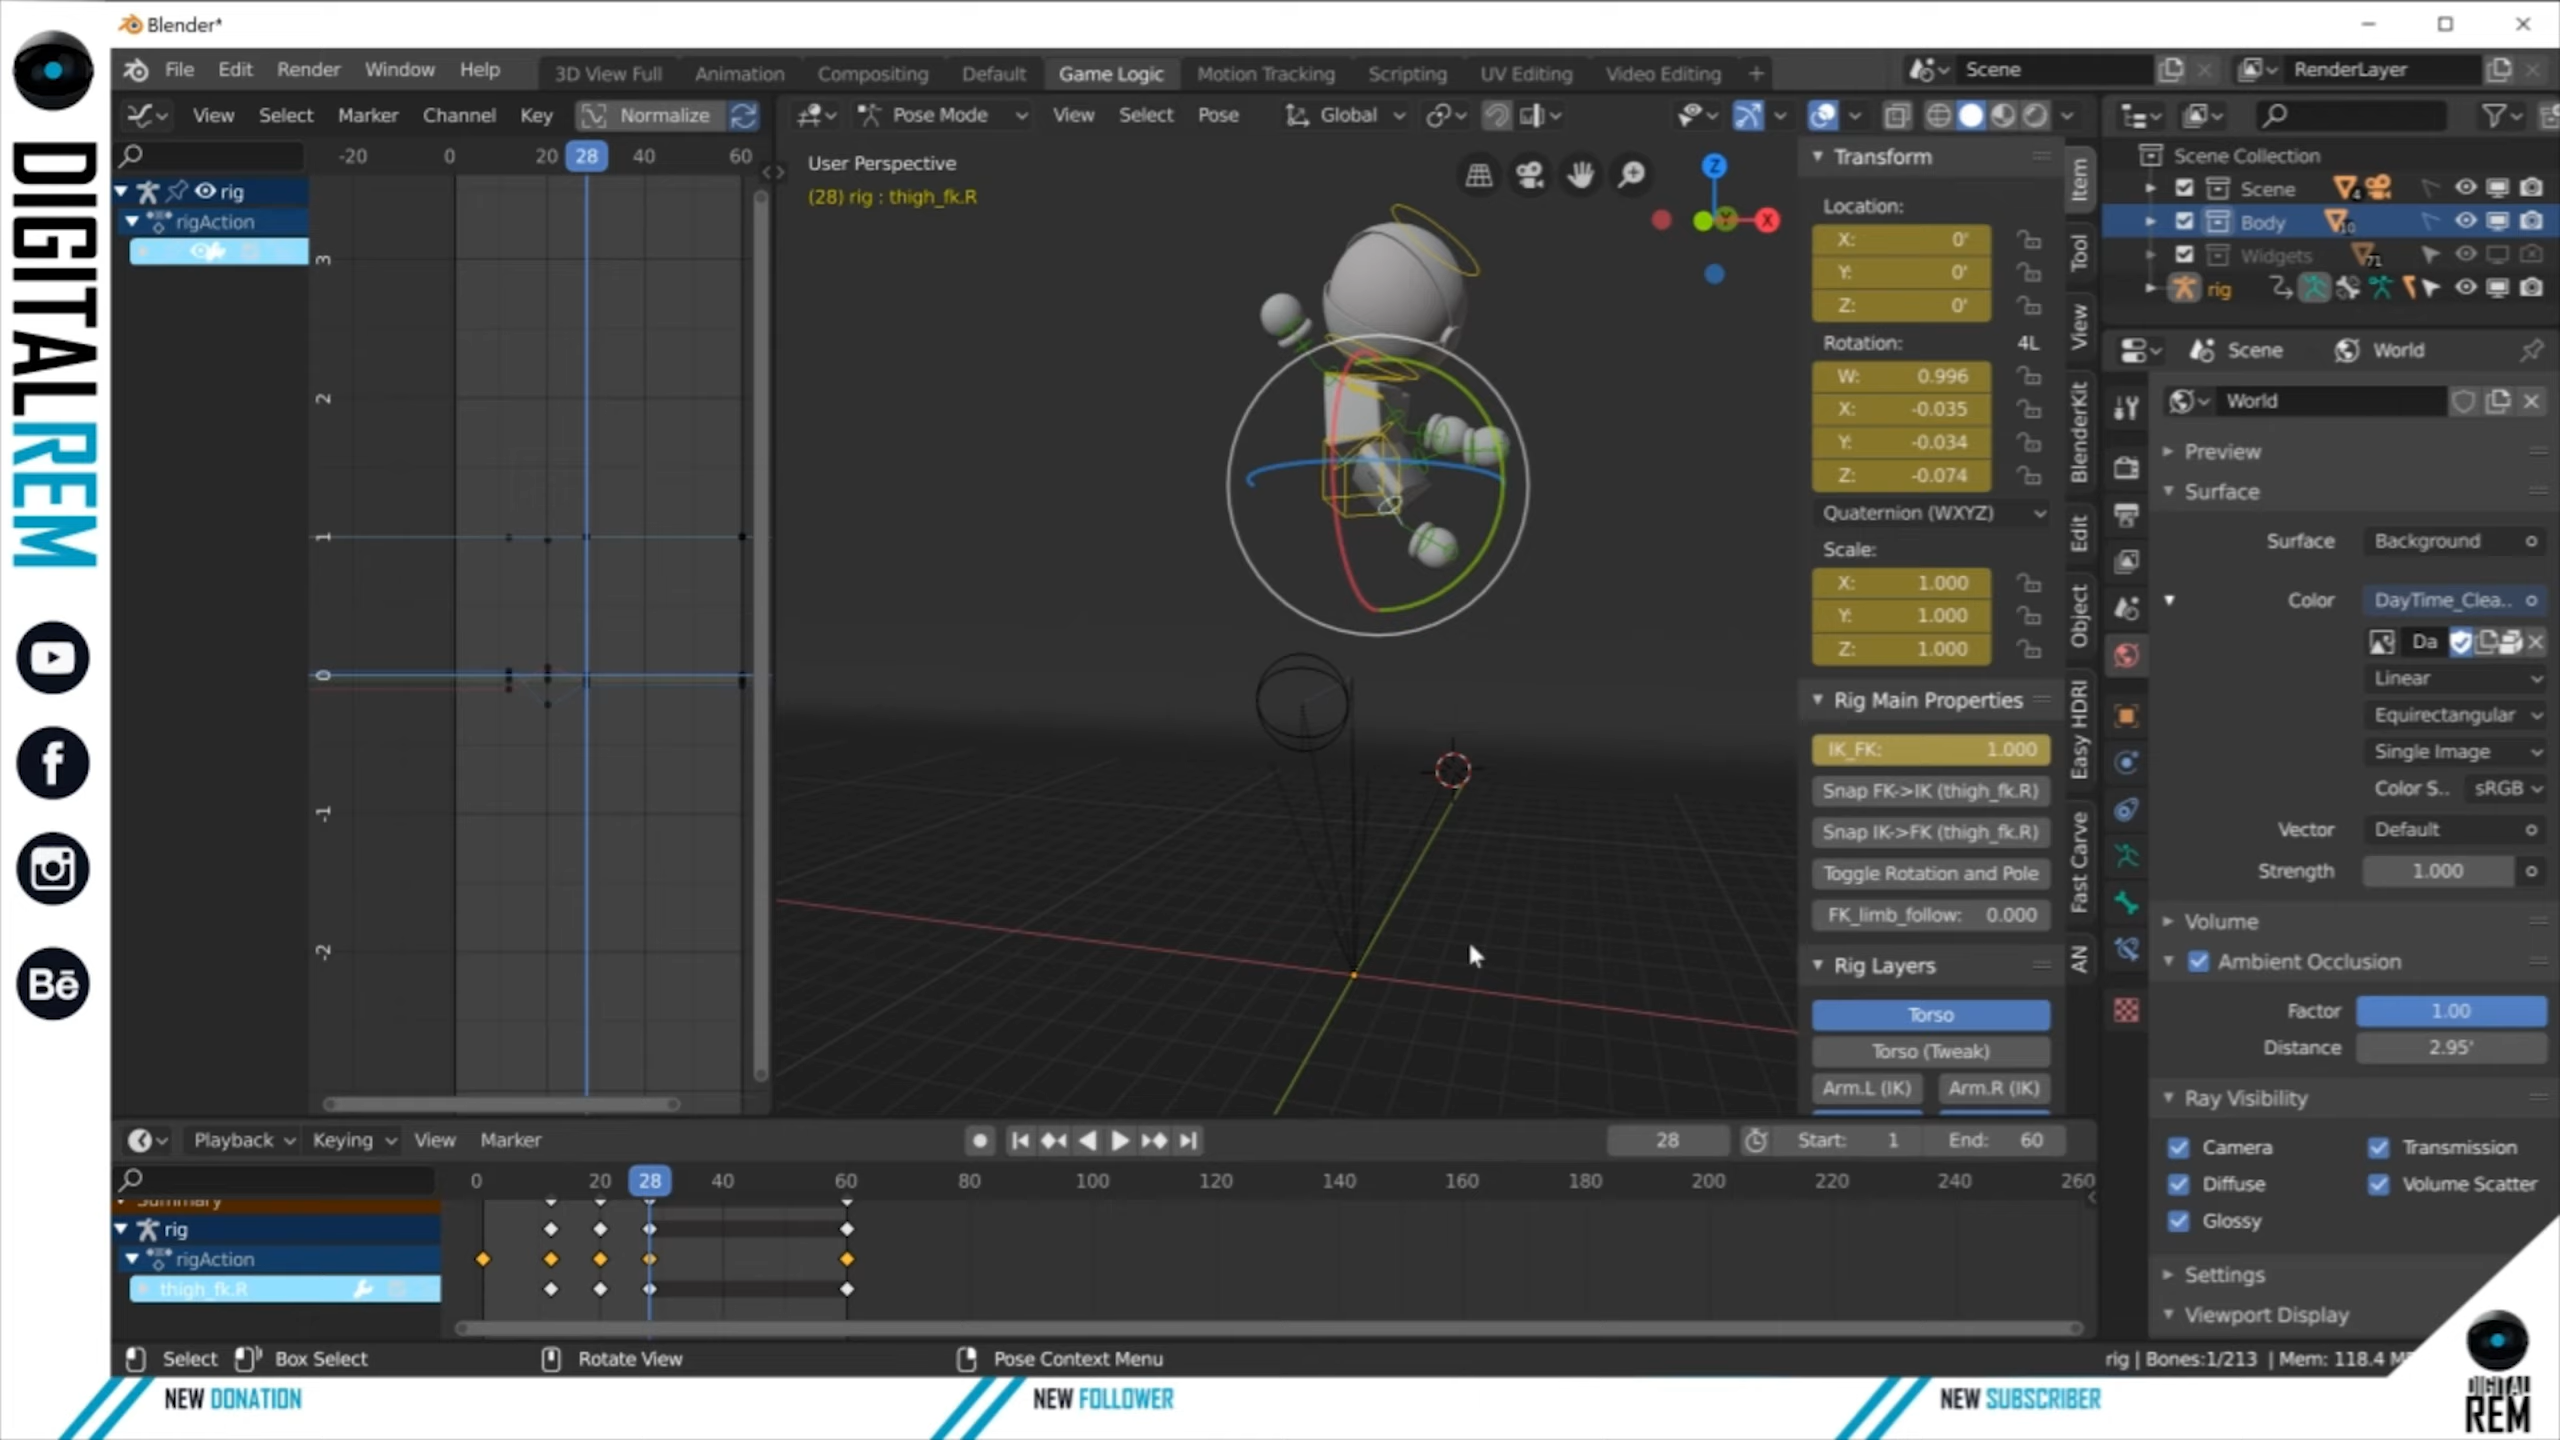 Blender*
File Edit Render Window Help
3D View Full Animation Compositing Default Game Logic Motion Tracking Scripting UV Editing Video Editing +
Scene
RenderLayer
View Select Marker Channel Key Normalize
-20 0 20 28 40 60
rig
rigAction
3
2
1
0
-1
-2
Pose Mode View Select Pose Global
User Perspective
(28) rig : thigh_fk.R
Z
Y
X
Transform
Location:
X: 0'
Y: 0'
Z: 0'
Rotation: 4L
W: 0.996
X: -0.035
Y: -0.034
Z: -0.074
Quaternion (WXYZ)
Scale:
X: 1.000
Y: 1.000
Z: 1.000
Rig Main Properties
IK_FK: 1.000
Snap FK->IK (thigh_fk.R)
Snap IK->FK (thigh_fk.R)
Toggle Rotation and Pole
FK_limb_follow: 0.000
Rig Layers
Torso
Torso (Tweak)
Arm.L (IK) Arm.R (IK)
Item
Tool
View
BlenderKit
Edit
Object
Easy HDRI
Fast Carve
AN
Scene Collection
Scene 4
Body 10
Widgets 71
rig
Scene World
World
Preview
Surface
Surface Background
Color DayTime_Clea..
Da
Linear
Equirectangular
Single Image
Color S.. sRGB
Vector Default
Strength 1.000
Volume
Ambient Occlusion
Factor 1.00
Distance 2.95'
Ray Visibility
Camera Transmission
Diffuse Volume Scatter
Glossy
Settings
Viewport Display
Playback Keying View Marker
28 Start: 1 End: 60
0 20 28 40 60 80 100 120 140 160 180 200 220 240 260
Summary
rig
rigAction
thigh_fk.R
Select Box Select Rotate View Pose Context Menu
rig | Bones:1/213 | Mem: 118.4 M
DIGITALREM
f
Bē
NEW DONATION
NEW FOLLOWER
NEW SUBSCRIBER
DIGITAL
REM